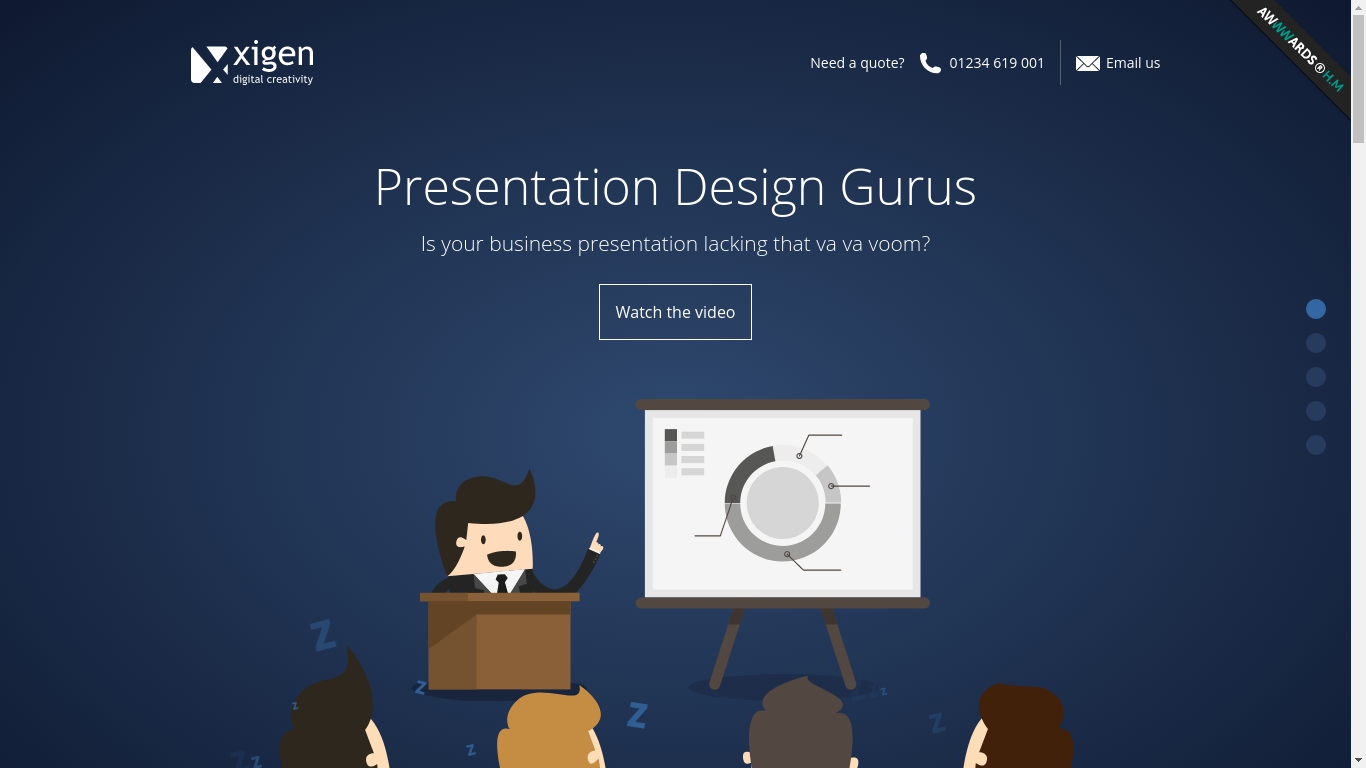 xigen
digital creativity
Need a quote?
01234 619 001
Email us
AWWWARDS® H.M
Presentation Design Gurus
Is your business presentation lacking that va va voom?
Watch the video
z
z
z
z
z
z
z
z